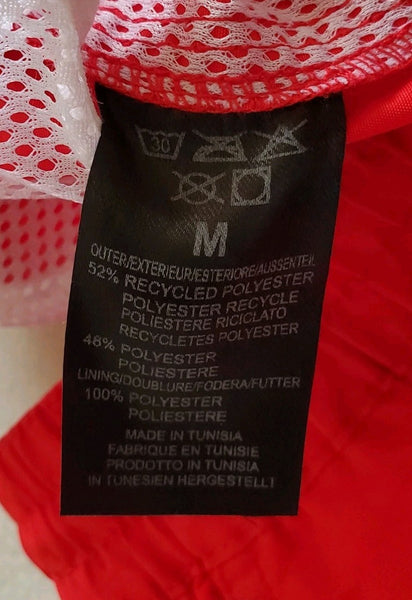 30
M
OUTER/EXTERIEUR/ESTERIORE/AUSSENTEIL
52% RECYCLED POLYESTER
POLYESTER RECYCLE
POLIESTERE RICICLATO
RECYCLETES POLYESTER
48% POLYESTER
POLIESTERE
LINING/DOUBLURE/FODERA/FUTTER
100% POLYESTER
POLIESTERE
MADE IN TUNISIA
FABRIQUE EN TUNISIE
PRODOTTO IN TUNISIA
IN TUNESIEN HERGESTELLT